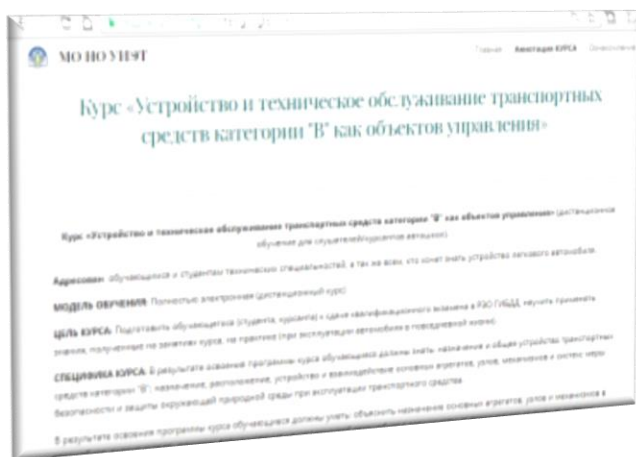 МО НО УИЭТ
Главная Аннотация КУРСА
Курс «Устройство и техническое обслуживание транспортных
средств категории "В" как объектов управления»
Курс «Устройство и техническое обслуживание транспортных средств категории "В" как объектов управления» (дистанционное
обучение для слушателей/курсантов автошкол)
Адресован: обучающимся и студентам технических специальностей, а так же всем, кто хочет знать устройство легкового автомобиля.
МОДЕЛЬ ОБУЧЕНИЯ: Полностью электронная (дистанционный курс)
ЦЕЛЬ КУРСА: Подготовить обучающегося (студента, курсанта) к сдаче квалификационного экзамена в РЭО ГИБДД, научить применять
знания, полученные на занятиях курса, на практике (при эксплуатации автомобиля в повседневной жизни).
СПЕЦИФИКА КУРСА: В результате освоения программы курса обучающиеся должны знать: назначение и общее устройство транспортных
средств категории "В"; назначение, расположение, устройство и взаимодействие основных агрегатов, узлов, механизмов и систем; меры
безопасности и защиты окружающей природной среды при эксплуатации транспортного средства.
В результате освоения программы курса обучающиеся должны уметь: объяснить назначение основных агрегатов, узлов и механизмов в